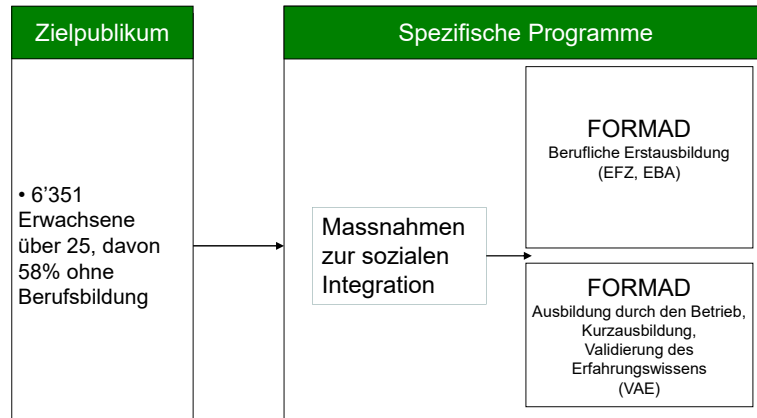 Zielpublikum
Spezifische Programme
• 6'351
Erwachsene
über 25, davon
58% ohne
Berufsbildung
Massnahmen
zur sozialen
Integration
FORMAD
Berufliche Erstausbildung
(EFZ, EBA)
FORMAD
Ausbildung durch den Betrieb,
Kurzausbildung,
Validierung des
Erfahrungswissens
(VAE)